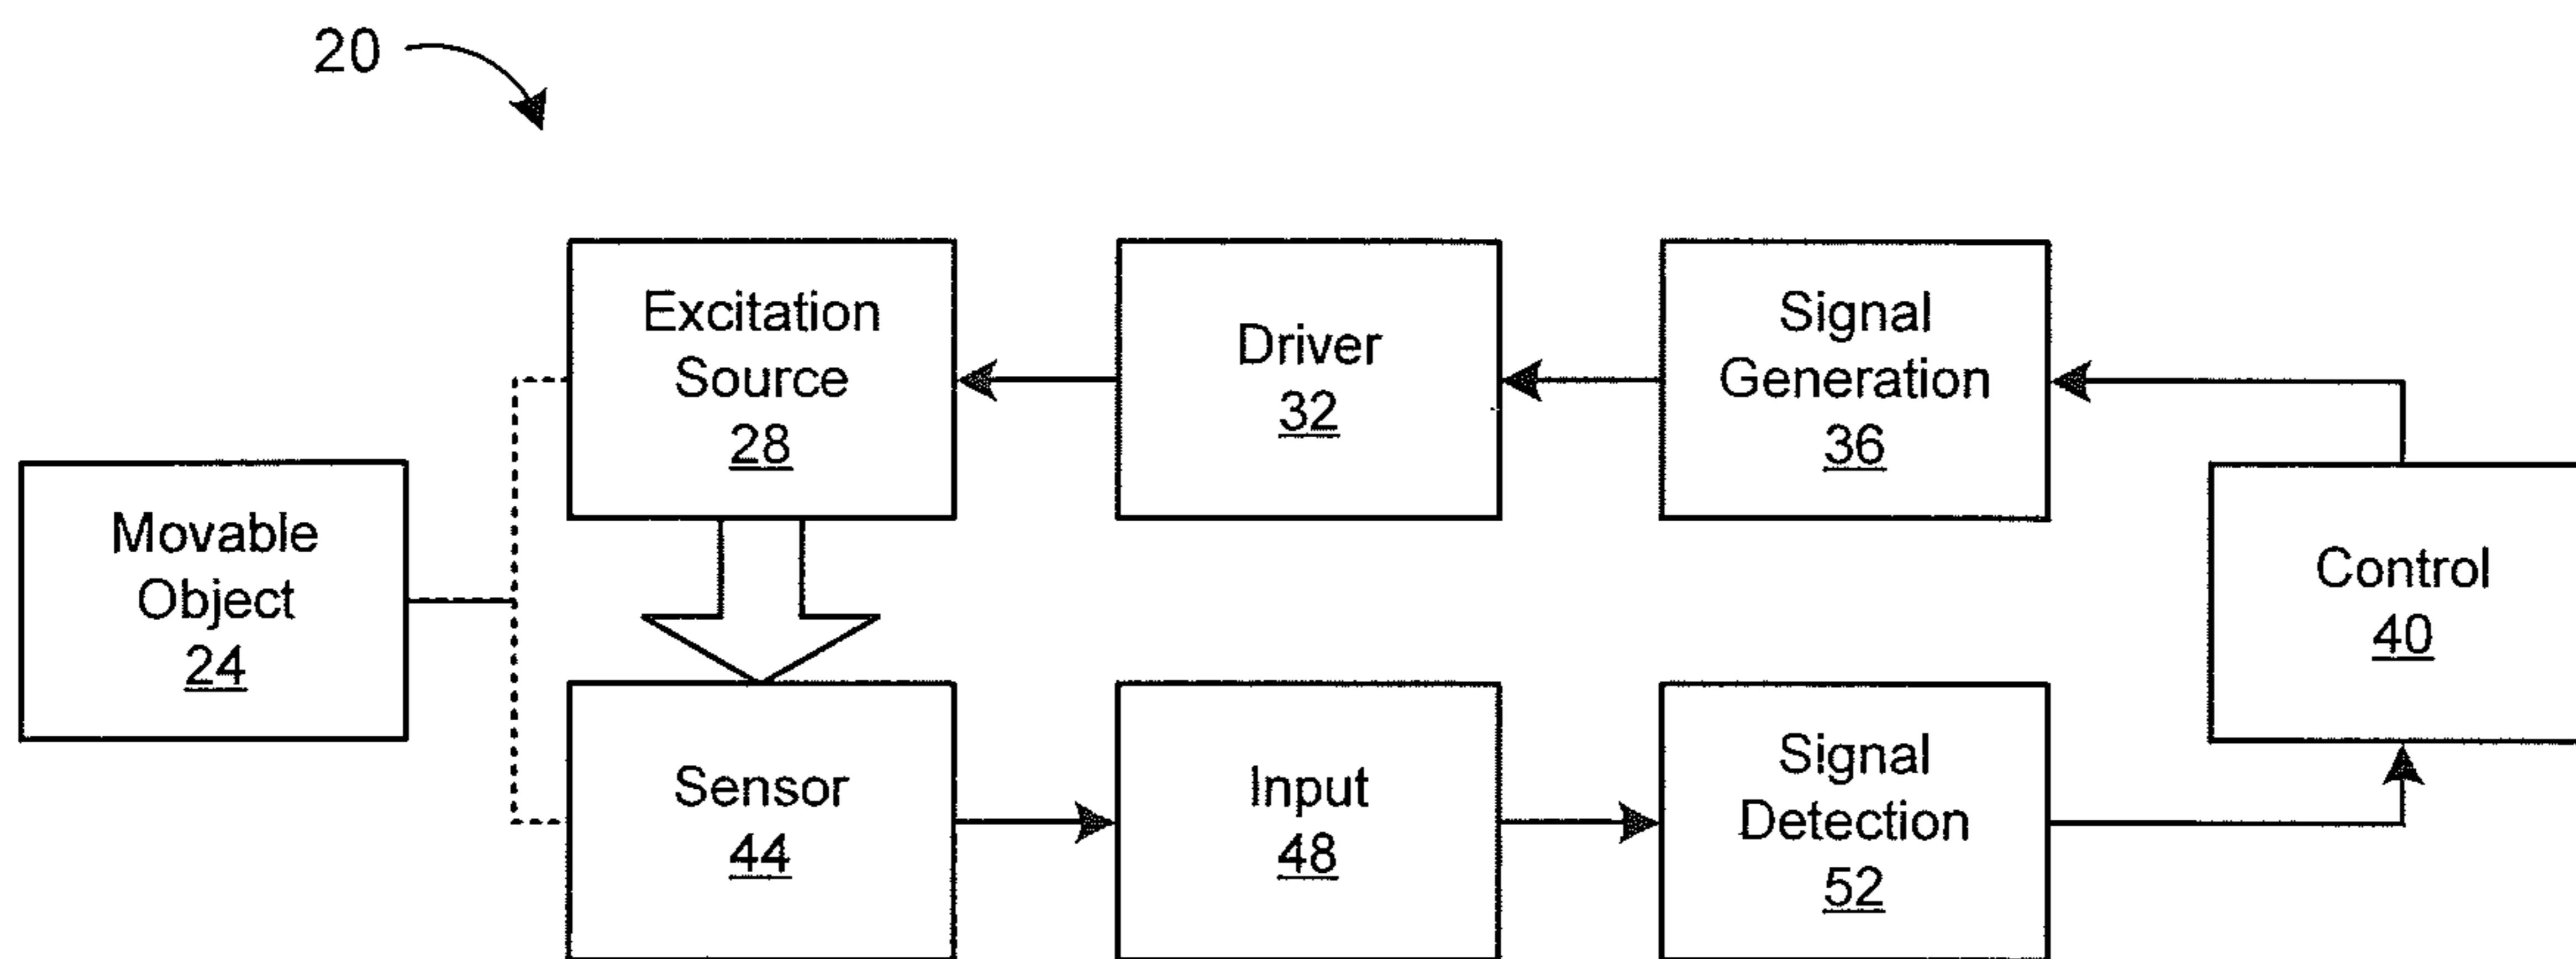 20
Excitation
Source
28
Driver
32
Signal
Generation
36
Movable
Object
24
Control
40
Sensor
44
Input
48
Signal
Detection
52